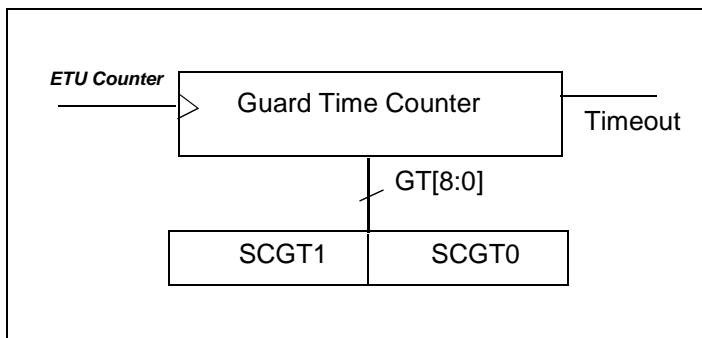 ETU Counter
Guard Time Counter
Timeout
GT[8:0]
SCGT1
SCGT0